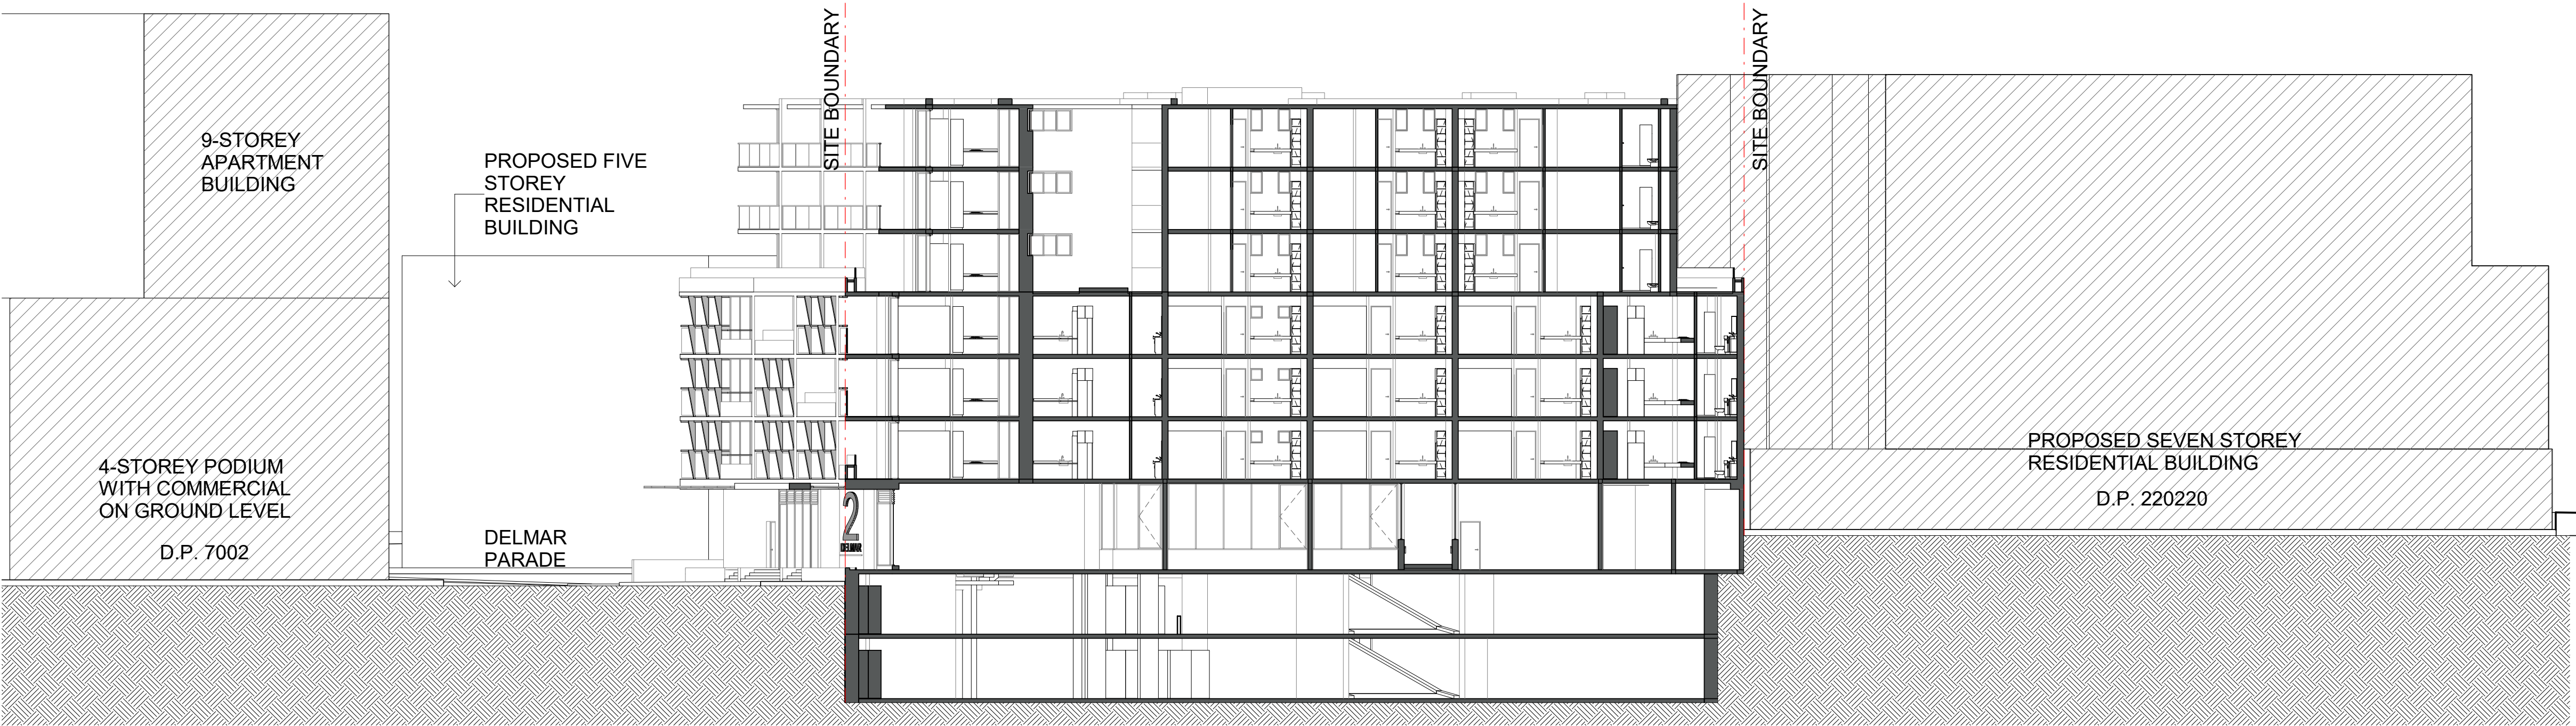 SITE BOUNDARY
SITE BOUNDARY
9-STOREY
APARTMENT
BUILDING
PROPOSED FIVE
STOREY
RESIDENTIAL
BUILDING
4-STOREY PODIUM
WITH COMMERCIAL
ON GROUND LEVEL
D.P. 7002
DELMAR
PARADE
2
DELMAR
PROPOSED SEVEN STOREY
RESIDENTIAL BUILDING
D.P. 220220